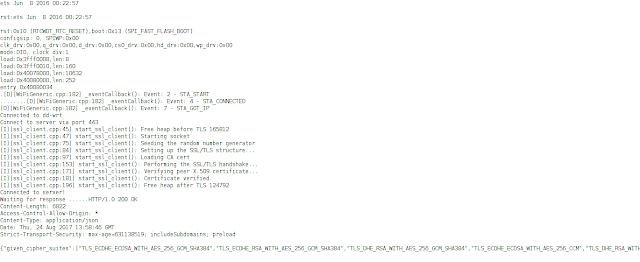 ets Jun  8 2016 00:22:57

rst:ets Jun  8 2016 00:22:57

rst:0x10 (RTCWDT_RTC_RESET),boot:0x13 (SPI_FAST_FLASH_BOOT)
configsip: 0, SPIWP:0x00
clk_drv:0x00,q_drv:0x00,d_drv:0x00,cs0_drv:0x00,hd_drv:0x00,wp_drv:0x00
mode:DIO, clock div:1
load:0x3fff0008,len:8
load:0x3fff0010,len:160
load:0x40078000,len:10632
load:0x40080000,len:252
entry 0x40080034
.[D][WiFiGeneric.cpp:182] _eventCallback(): Event: 2 - STA_START
........[D][WiFiGeneric.cpp:182] _eventCallback(): Event: 4 - STA_CONNECTED
[D][WiFiGeneric.cpp:182] _eventCallback(): Event: 7 - STA_GOT_IP
Connected to dd-wrt
Connect to server via port 443
[I][ssl_client.cpp:45] start_ssl_client(): Free heap before TLS 165812
[I][ssl_client.cpp:47] start_ssl_client(): Starting socket
[I][ssl_client.cpp:75] start_ssl_client(): Seeding the random number generator
[I][ssl_client.cpp:84] start_ssl_client(): Setting up the SSL/TLS structure...
[I][ssl_client.cpp:97] start_ssl_client(): Loading CA cert
[I][ssl_client.cpp:153] start_ssl_client(): Performing the SSL/TLS handshake...
[I][ssl_client.cpp:171] start_ssl_client(): Verifying peer X.509 certificate...
[I][ssl_client.cpp:181] start_ssl_client(): Certificate verified.
[I][ssl_client.cpp:196] start_ssl_client(): Free heap after TLS 124792
Connected to server!
Waiting for response ......HTTP/1.0 200 OK
Content-Length: 6822
Access-Control-Allow-Origin: *
Content-Type: application/json
Date: Thu, 24 Aug 2017 13:58:46 GMT
Strict-Transport-Security: max-age=631138519; includeSubdomains; preload

{"given_cipher_suites":["TLS_ECDHE_ECDSA_WITH_AES_256_GCM_SHA384","TLS_ECDHE_RSA_WITH_AES_256_GCM_SHA384","TLS_DHE_RSA_WITH_AES_256_GCM_SHA384","TLS_ECDHE_ECDSA_WITH_AES_256_CCM","TLS_DHE_RSA_WITH